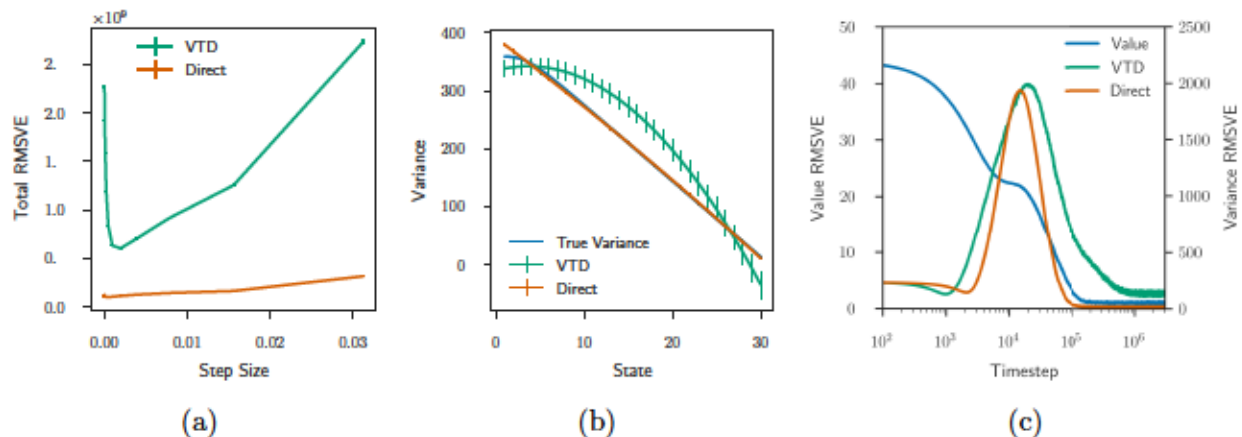 ×10⁹
2.
2.0
1.
1.0
0.
0.0
Total RMSVE
VTD
Direct
0.00 0.01 0.02 0.03
Step Size
(a)
400
300
200
100
0
Variance
True Variance
VTD
Direct
0 10 20 30
State
(b)
50
40
30
20
10
0
Value RMSVE
Value
VTD
Direct
2500
2000
1500
1000
500
0
Variance RMSVE
10² 10³ 10⁴ 10⁵ 10⁶
Timestep
(c)